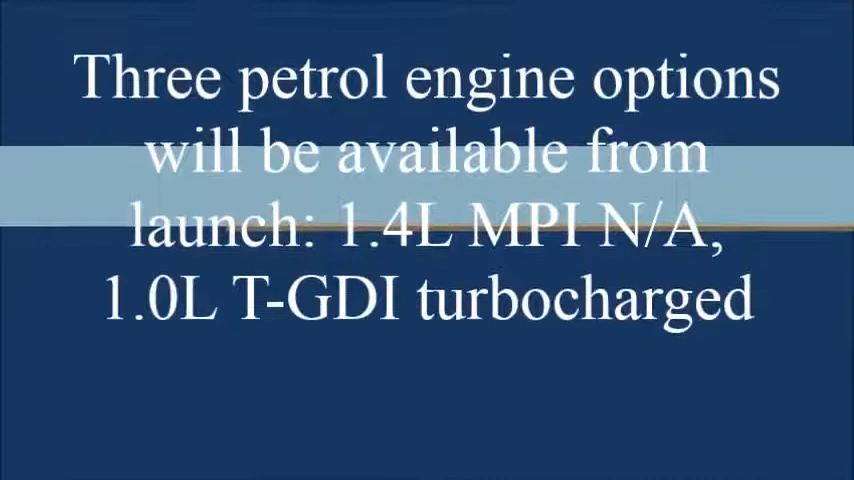 Three petrol engine options
will be available from
launch: 1.4L MPI N/A,
1.0L T-GDI turbocharged